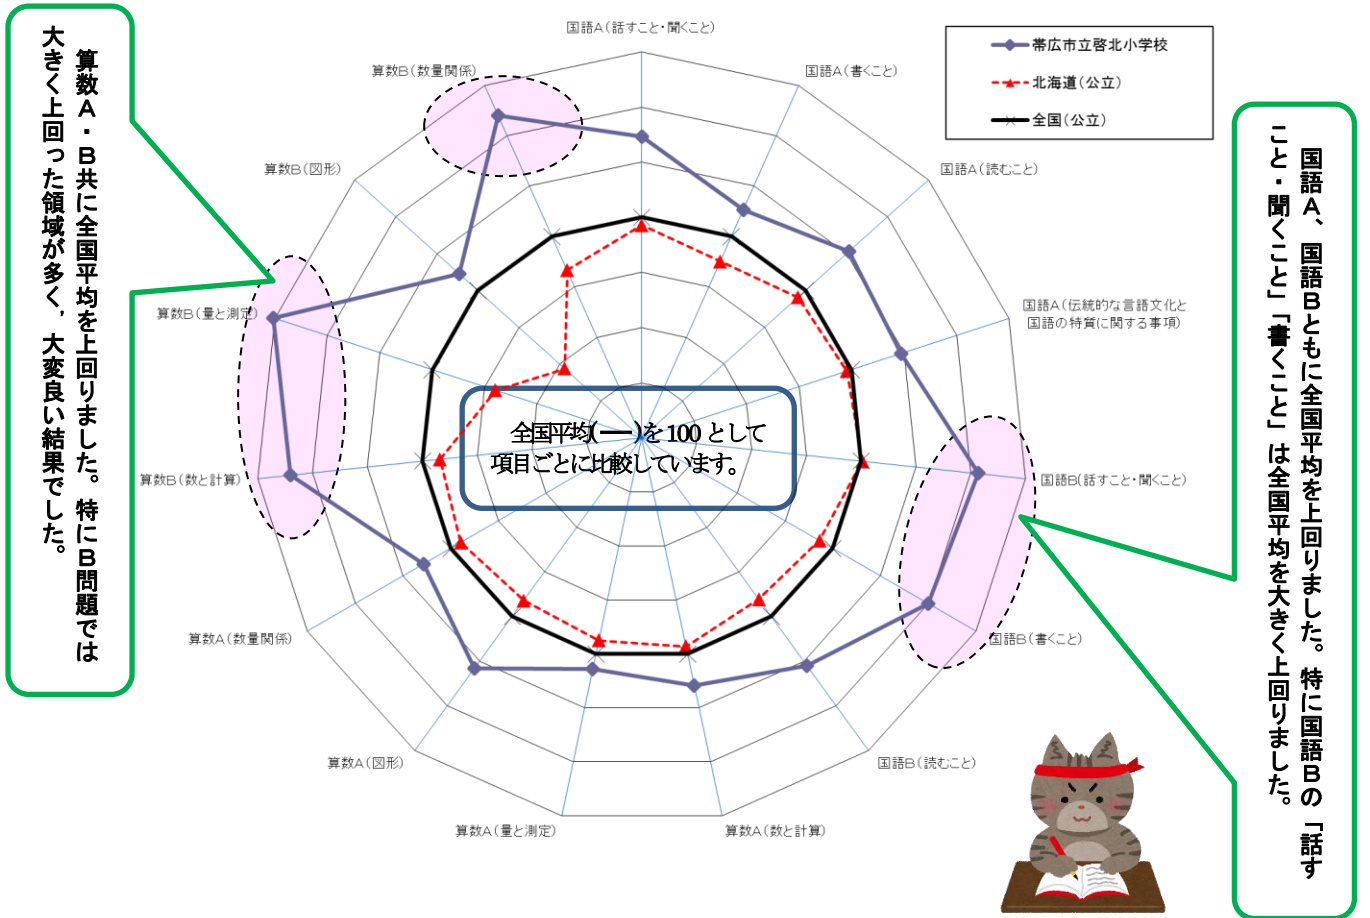 国語A(話すこと・聞くこと)
国語A(書くこと)
国語A(読むこと)
国語A(伝統的な言語文化と
国語の特質に関する事項)
国語B(話すこと・聞くこと)
国語B(書くこと)
国語B(読むこと)
算数A(数と計算)
算数A(量と測定)
算数A(図形)
算数A(数量関係)
算数B(数と計算)
算数B(量と測定)
算数B(図形)
算数B(数量関係)
帯広市立啓北小学校
北海道(公立)
全国(公立)
全国平均(━━)を100として
項目ごとに比較しています。
国語A、国語Bともに全国平均を上回りました。特に国語Bの「話す
こと・聞くこと」「書くこと」は全国平均を大きく上回りました。
算数A・B共に全国平均を上回りました。特にB問題では
大きく上回った領域が多く、大変良い結果でした。